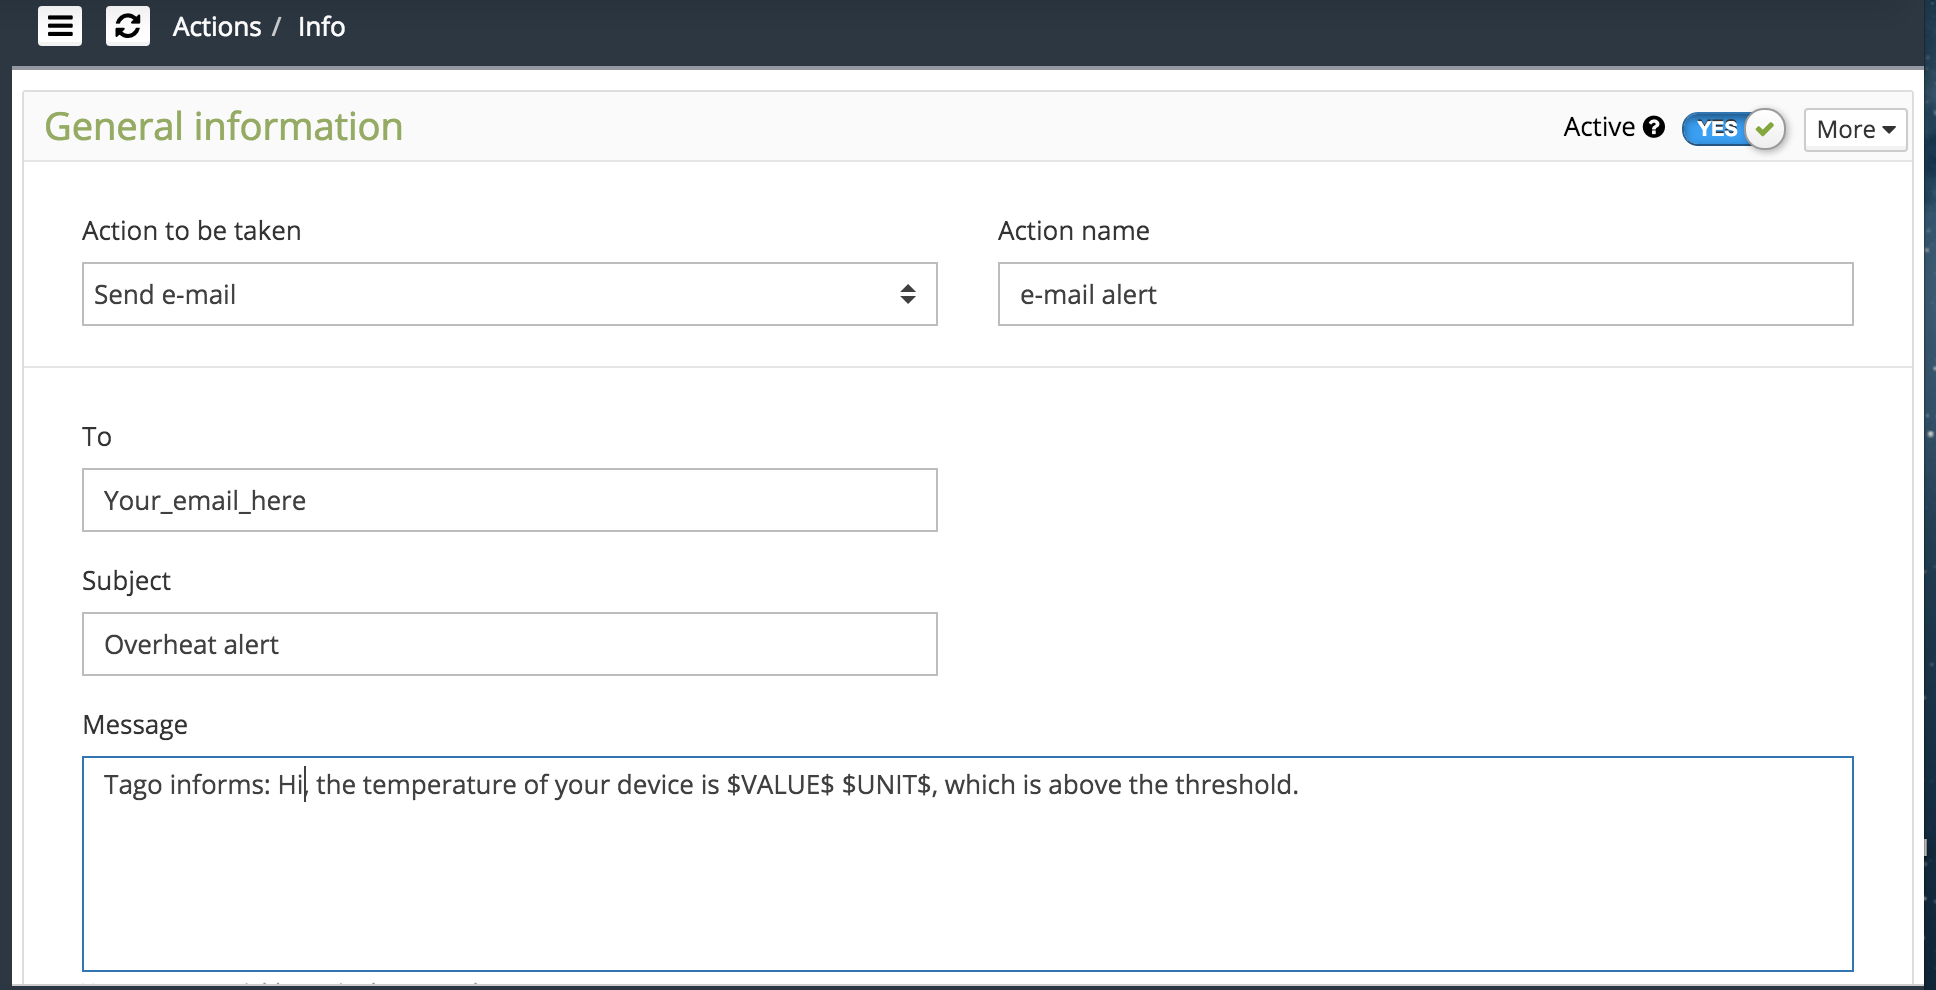 Actions / Info
General information
Active ? YES More
Action to be taken
Action name
Send e-mail
e-mail alert
To
Your_email_here
Subject
Overheat alert
Message
Tago informs: Hi, the temperature of your device is $VALUE$ $UNIT$, which is above the threshold.